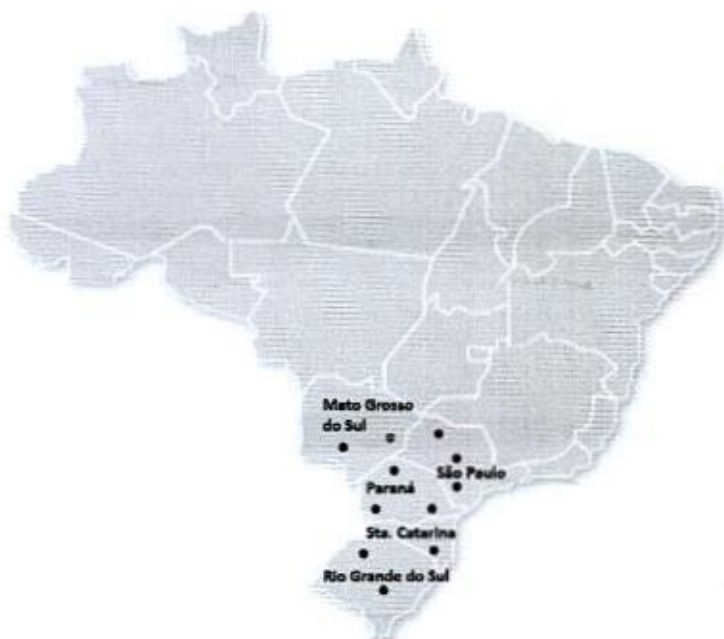 Mato Grosso
do Sul
São Paulo
Paraná
Sta. Catarina
Rio Grande do Sul